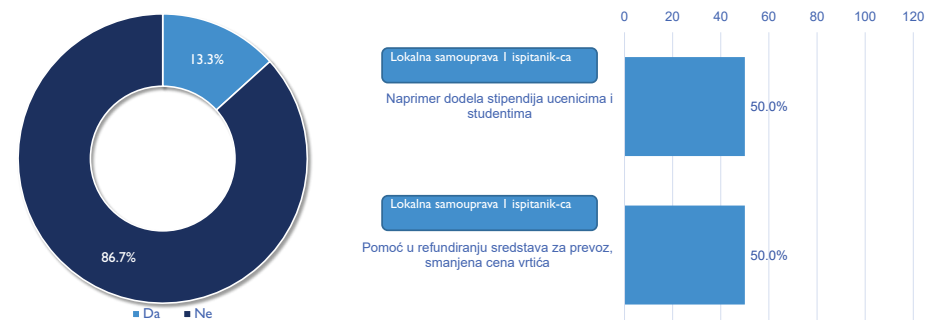 13.3%
86.7%
Da Ne
0 20 40 60 80 100 120
Lokalna samouprava 1 ispitanik-ca
Naprimer dodela stipendija ucenicima i
studentima
50.0%
Lokalna samouprava 1 ispitanik-ca
Pomoć u refundiranju sredstava za prevoz,
smanjena cena vrtića
50.0%